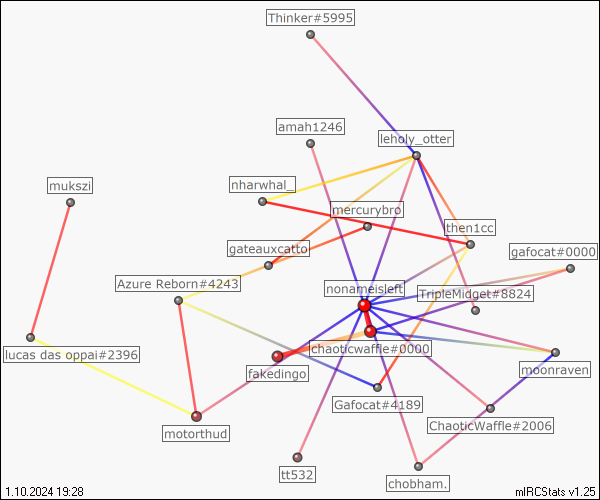 Thinker#5995
amah1246
leholy_otter
mukszi
nharwhal_
mercurybro
then1cc
gateauxcatto
gafocat#0000
Azure Reborn#4243
nonameisleft
TripleMidget#8824
lucas das oppai#2396
chaoticwaffle#0000
fakedingo
moonraven
Gafocat#4189
ChaoticWaffle#2006
motorthud
tt532
chobham.
1.10.2024 19:28
mIRCStats v1.25